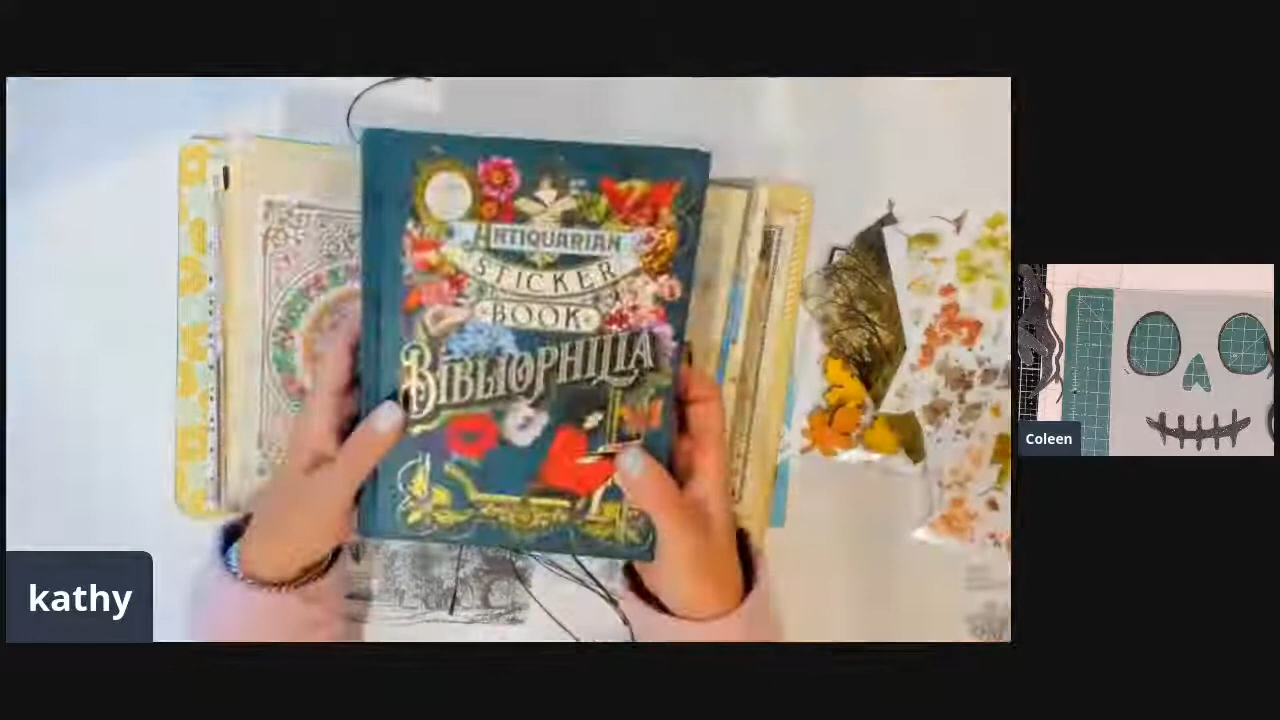 ANTIQUARIAN
STICKER
BOOK
BIBLIOPHILIA
kathy
Coleen